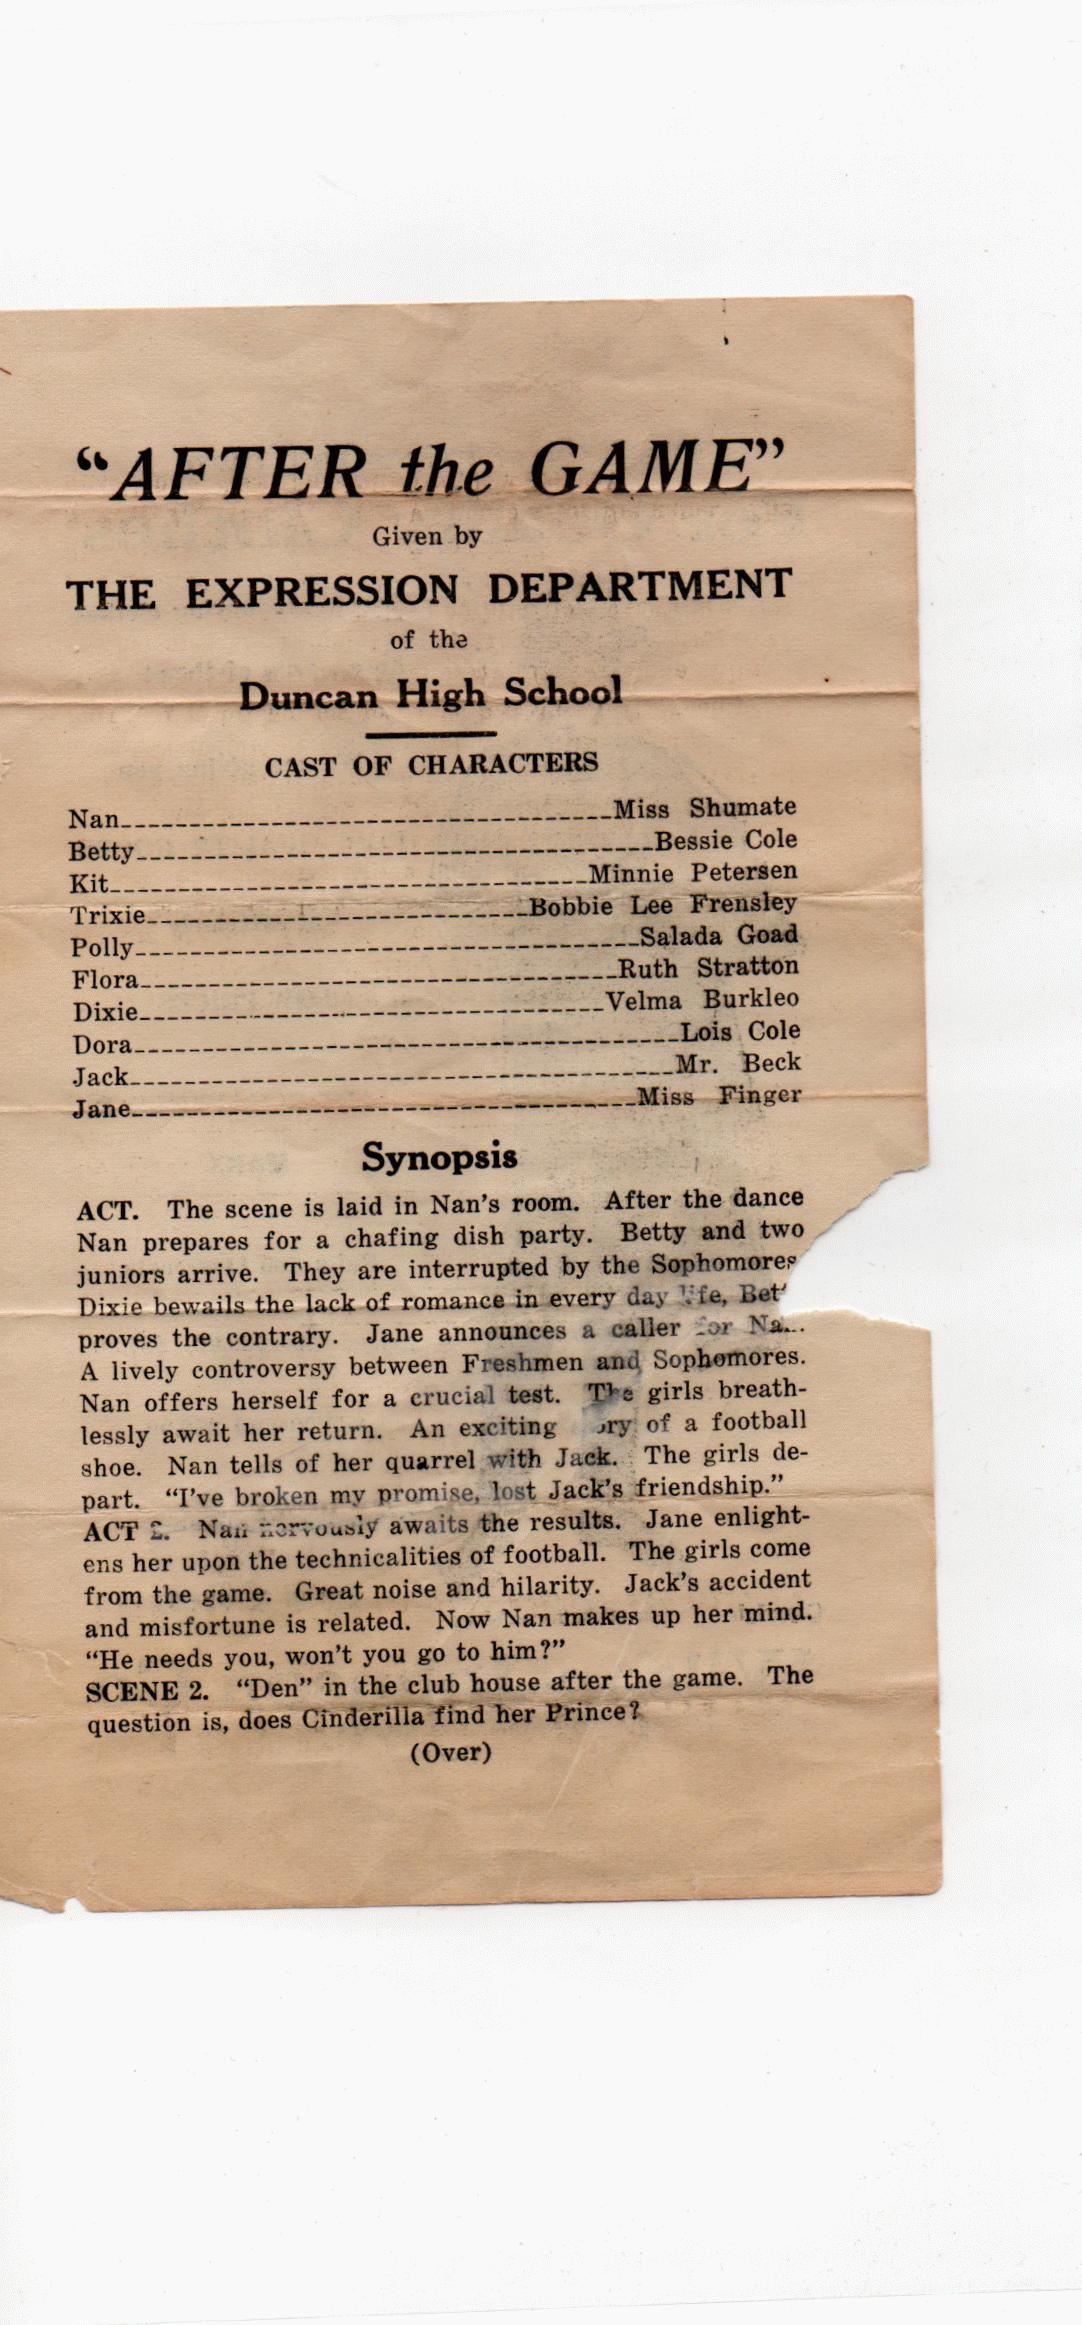 "AFTER the GAME"
Given by
THE EXPRESSION DEPARTMENT
of the
Duncan High School
CAST OF CHARACTERS
Nan Miss Shumate
Betty Bessie Cole
Kit Minnie Petersen
Trixie Bobbie Lee Frensley
Polly Salada Goad
Flora Ruth Stratton
Dixie Velma Burkleo
Dora Lois Cole
Jack Mr. Beck
Jane Miss Finger
Synopsis
ACT. The scene is laid in Nan's room. After the dance
Nan prepares for a chafing dish party. Betty and two
juniors arrive. They are interrupted by the Sophomores
Dixie bewails the lack of romance in every day life,
proves the contrary. Jane announces a caller for
A lively controversy between Freshmen and Sophomores.
Nan offers herself for a crucial test. The girls breath-
lessly await her return. An exciting of a football
shoe. Nan tells of her quarrel with Jack. The girls de-
part. "I've broken my promise, lost Jack's friendship."
ACT 2. Nan nervously awaits the results. Jane enlight-
ens her upon the technicalities of football. The girls come
from the game. Great noise and hilarity. Jack's accident
and misfortune is related. Now Nan makes up her mind.
"He needs you, won't you go to him?"
SCENE 2. "Den" in the club house after the game. The
question is, does Cinderilla find her Prince?
(Over)